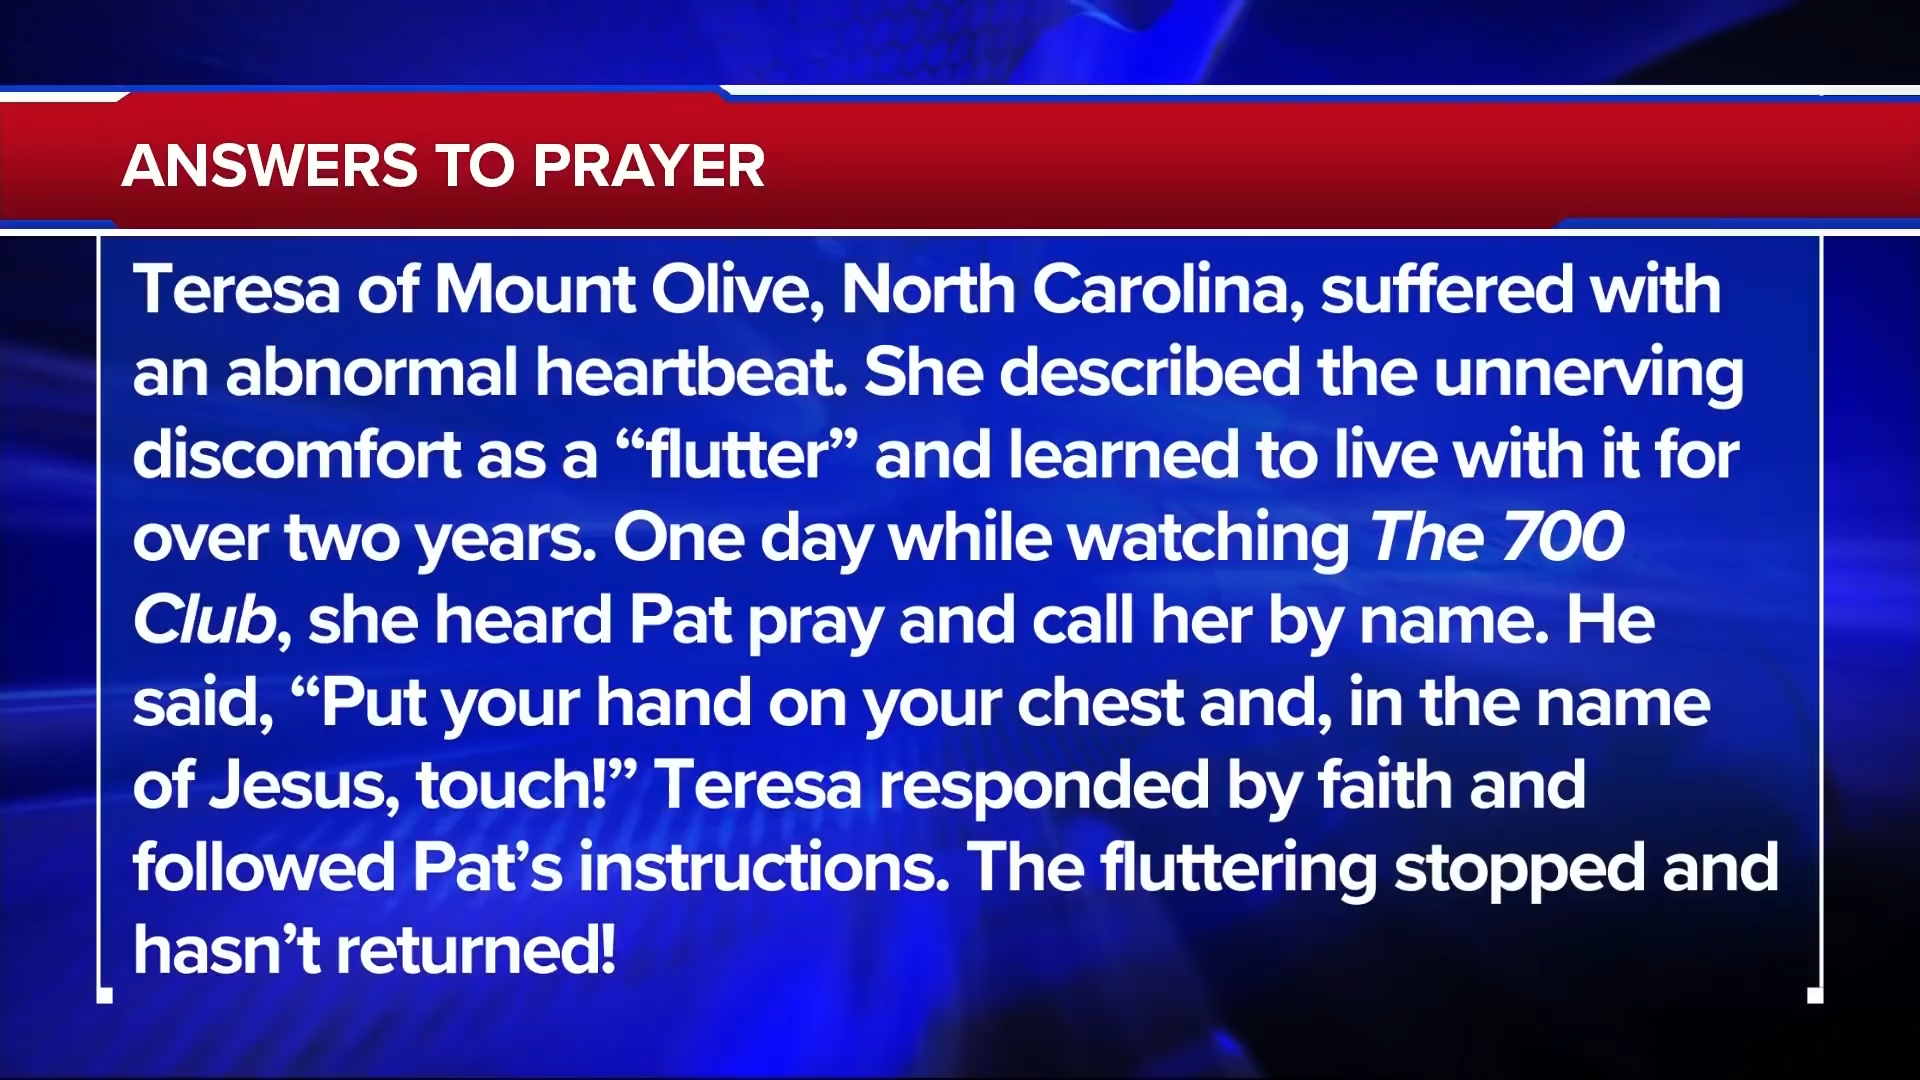 ANSWERS TO PRAYER
Teresa of Mount Olive, North Carolina, suffered with
an abnormal heartbeat. She described the unnerving
discomfort as a “flutter” and learned to live with it for
over two years. One day while watching The 700
Club, she heard Pat pray and call her by name. He
said, “Put your hand on your chest and, in the name
of Jesus, touch!” Teresa responded by faith and
followed Pat’s instructions. The fluttering stopped and
hasn’t returned!